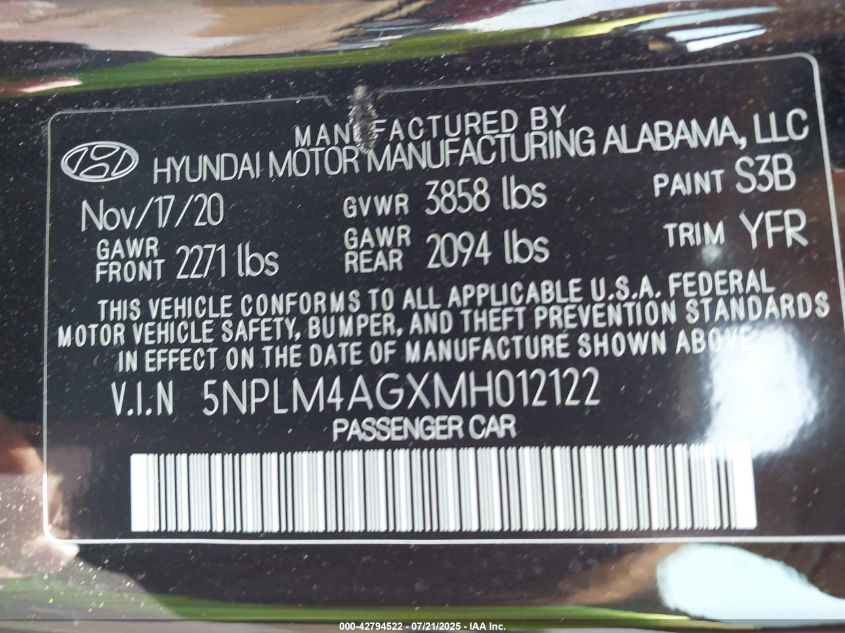 MANUFACTURED BY
HYUNDAI MOTOR MANUFACTURING ALABAMA, LLC
Nov/17/20 GVWR 3858 lbs PAINT S3B
GAWR FRONT 2271 lbs GAWR REAR 2094 lbs TRIM YFR
THIS VEHICLE CONFORMS TO ALL APPLICABLE U.S.A. FEDERAL
MOTOR VEHICLE SAFETY, BUMPER, AND THEFT PREVENTION STANDARDS
IN EFFECT ON THE DATE OF MANUFACTURE SHOWN ABOVE.
V.I.N 5NPLM4AGXMH012122
PASSENGER CAR
000-42794522 - 07/21/2025 - IAA Inc.